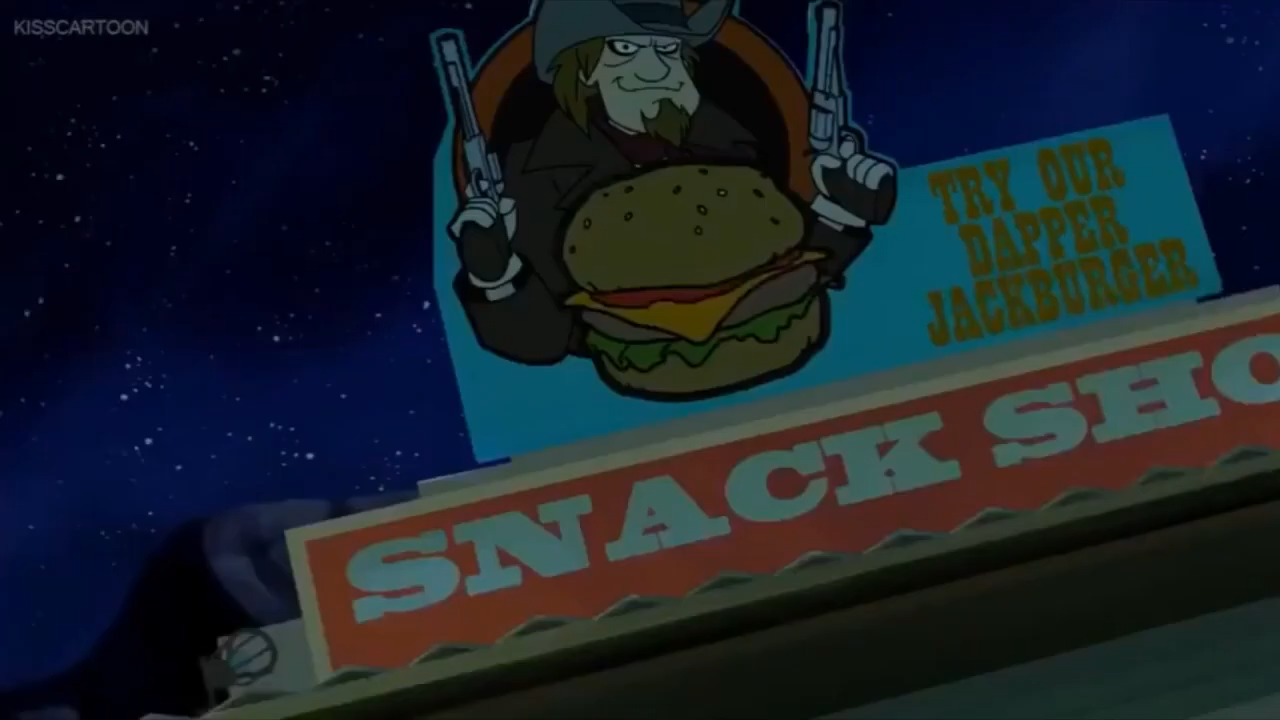 KISSCARTOON
TRY OUR
DAPPER
JACKBURGER
SNACK SHO